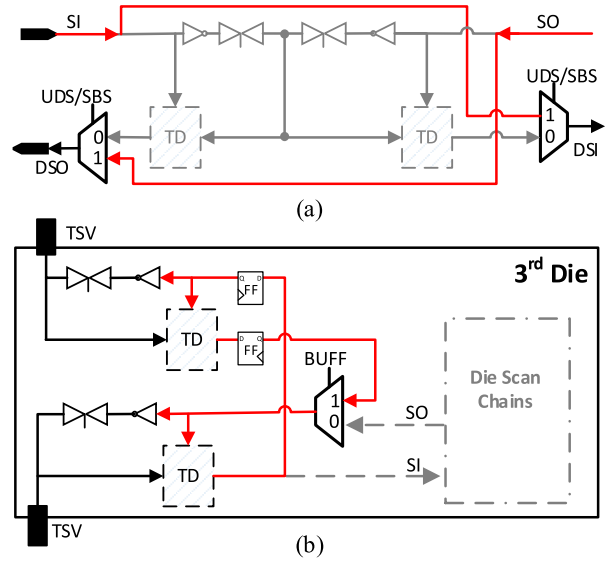 SI
SO
UDS/SBS
UDS/SBS
TD
TD
0
1
1
0
DSO
DSI
(a)
TSV
3rd Die
Q D
FF
TD
D Q
FF
BUFF
1
0
Die Scan
Chains
SO
TD
SI
TSV
(b)